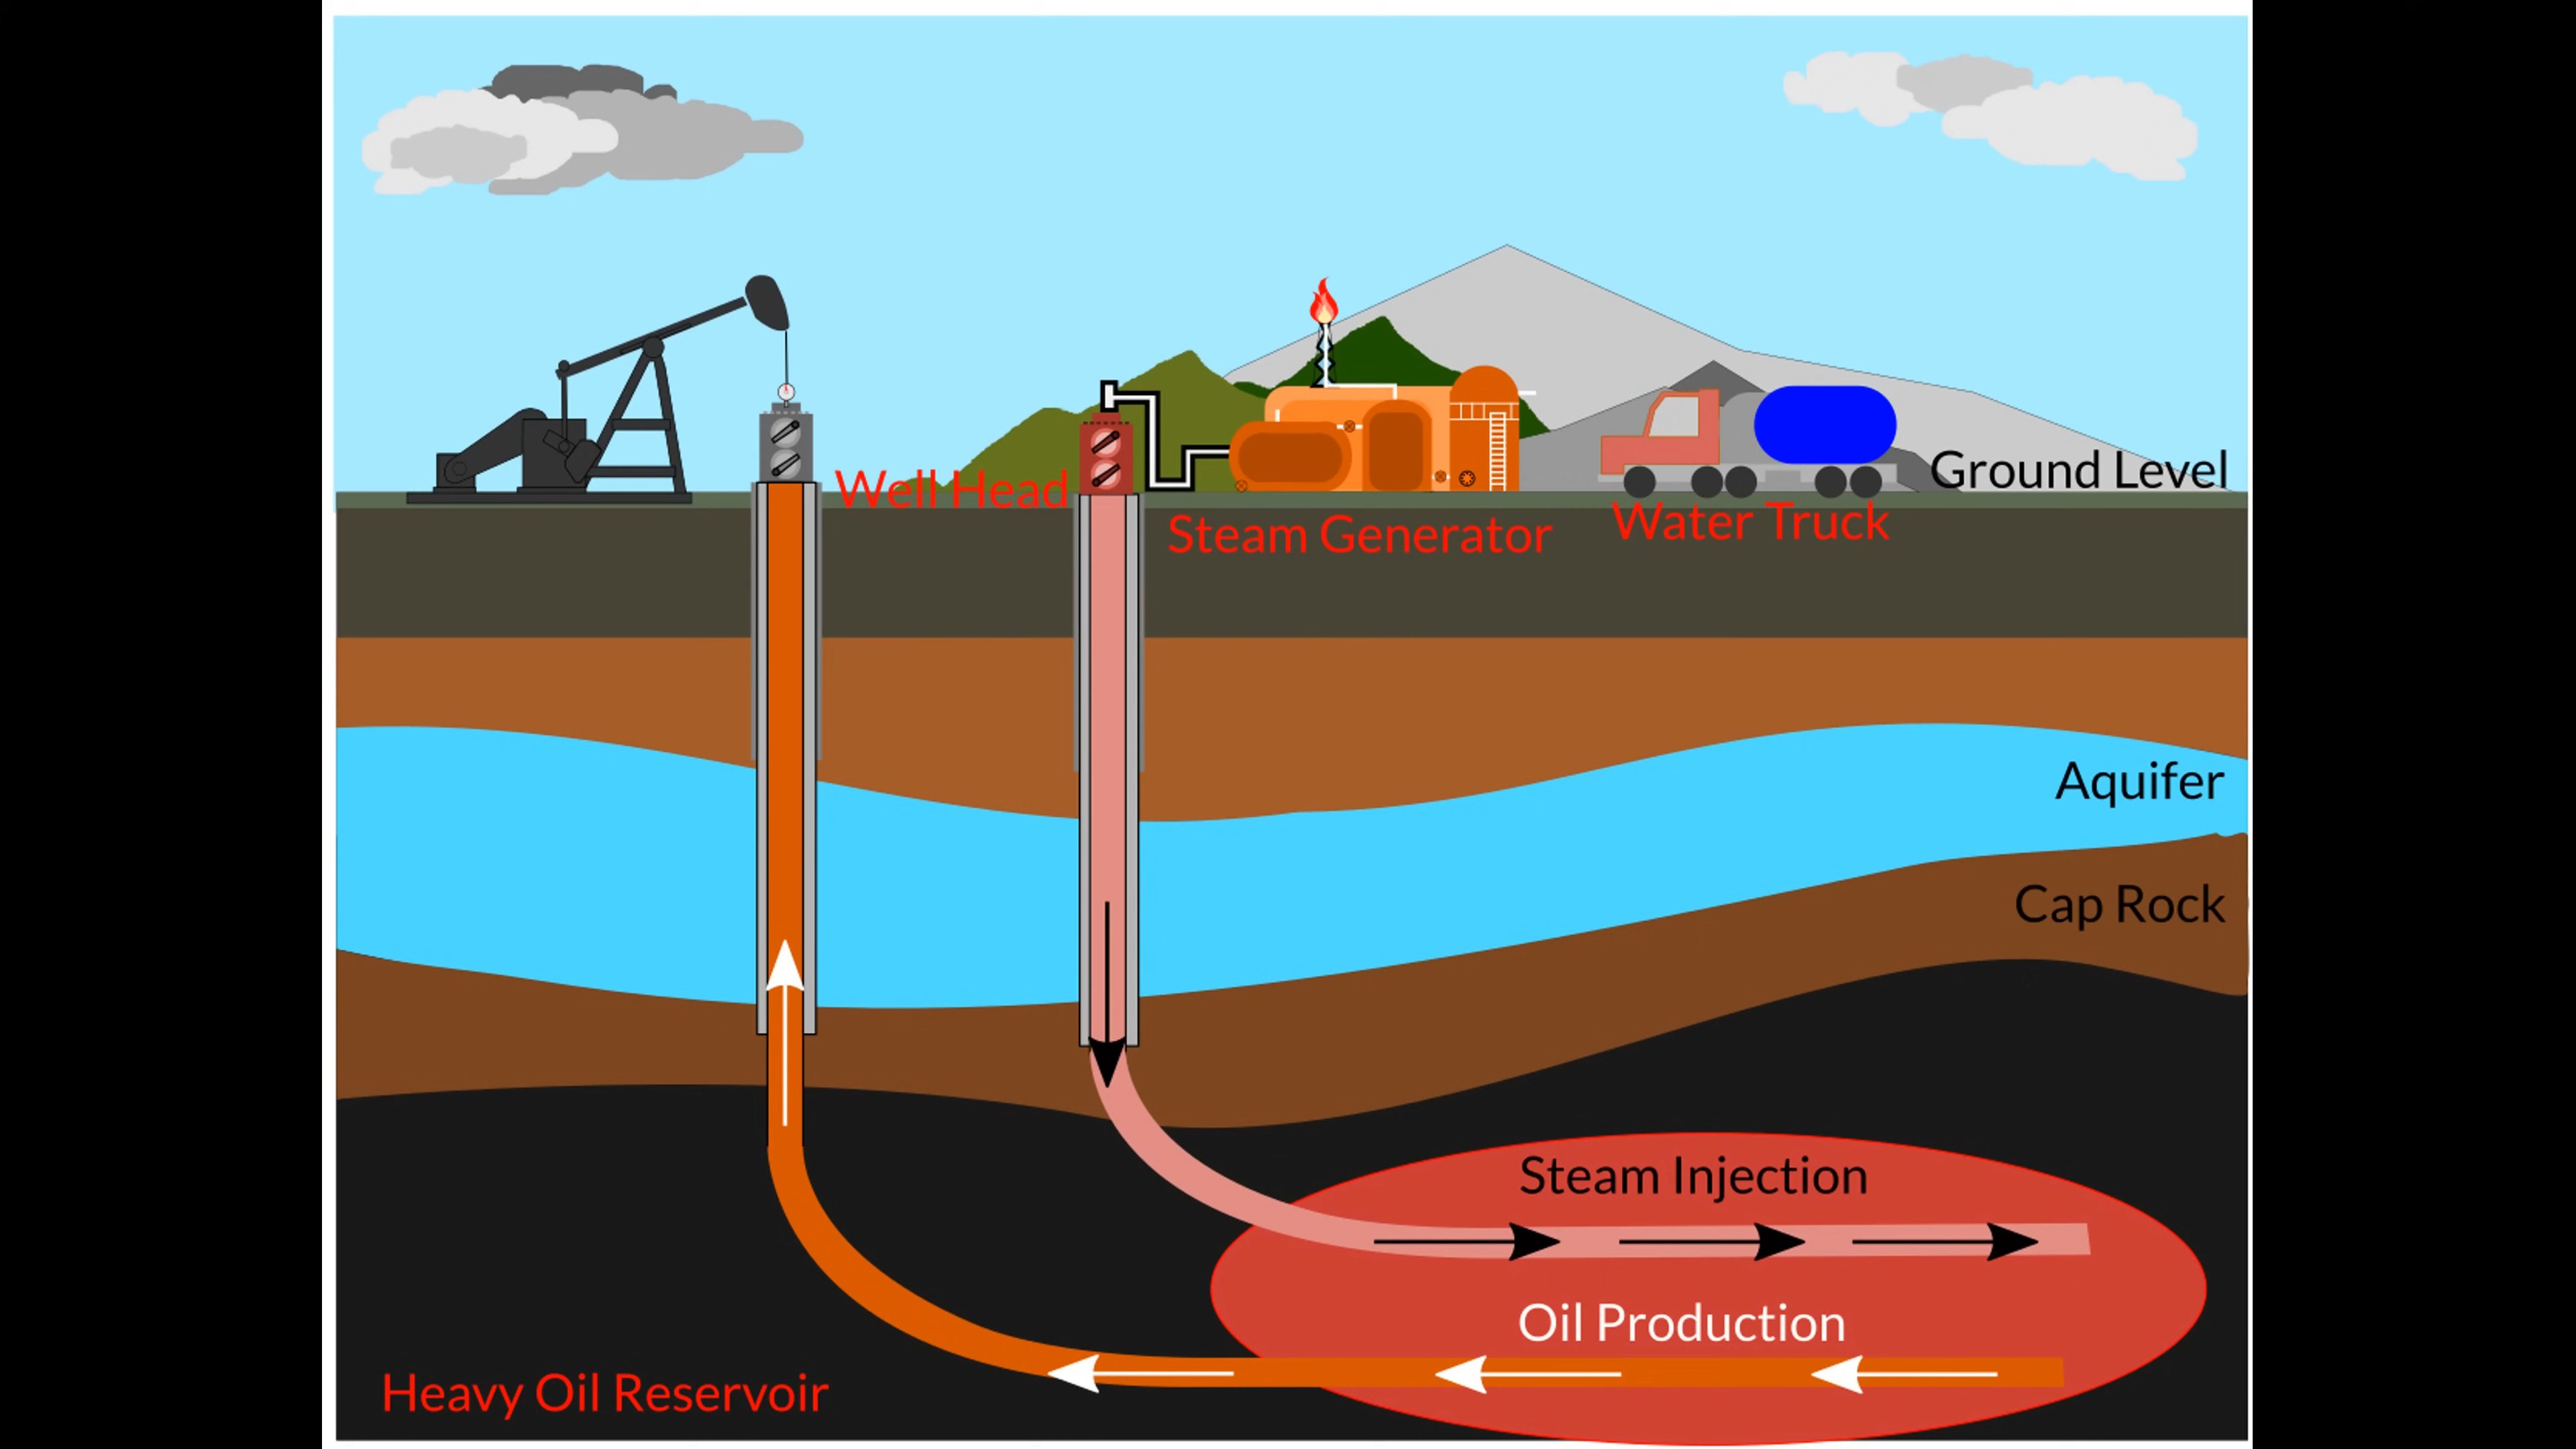 Ground Level
Well Head
Steam Generator
Water Truck
Aquifer
Cap Rock
Steam Injection
Oil Production
Heavy Oil Reservoir